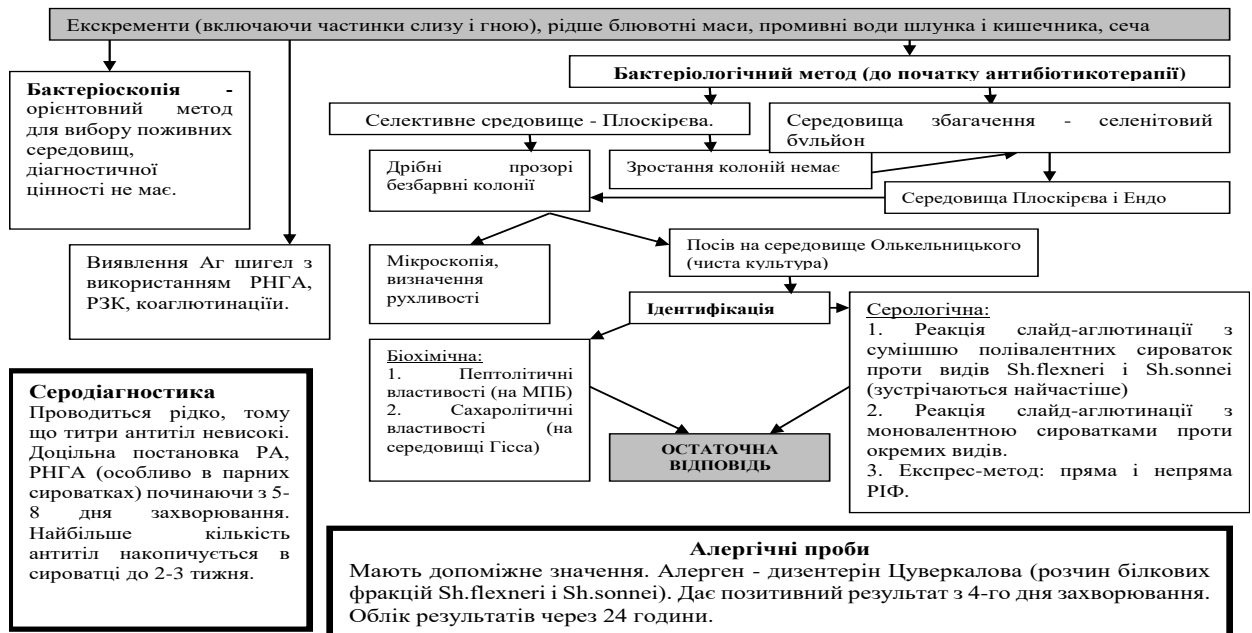 Екскременти (включаючи частинки слизу і гною), рідше блювотні маси, промивні води шлунка і кишечника, сеча
Бактеріоскопія -
орієнтовний метод
для вибору поживних
середовищ,
діагностичної
цінності не має.
Бактеріологічний метод (до початку антибіотикотерапії)
Селективне средовище - Плоскірєва.
Середовища збагачення - селенітовий
бульйон
Дрібні прозорі
безбарвні колонії
Зростання колоній немає
Середовища Плоскірєва і Ендо
Виявлення Аг шигел з
використанням РНГА,
РЗК, коаглютинаціїи.
Мікроскопія,
визначення
рухливості
Посів на середовище Олькельницького
(чиста культура)
Ідентифікація
Біохімічна:
1. Пептолітичні
властивості (на МПБ)
2. Сахаролітичні
властивості (на
середовищі Гісса)
Серологічна:
1. Реакція слайд-аглютинації з
сумішшю полівалентних сироваток
проти видів Sh.flexneri і Sh.sonnei
(зустрічаються найчастіше)
2. Реакція слайд-аглютинації з
моновалентною сироватками проти
окремих видів.
3. Експрес-метод: пряма і непряма
РІФ.
ОСТАТОЧНА
ВІДПОВІДЬ
Серодіагностика
Проводиться рідко, тому
що титри антитіл невисокі.
Доцільна постановка РА,
РНГА (особливо в парних
сироватках) починаючи з 5-
8 дня захворювання.
Найбільше кількість
антитіл накопичується в
сироватці до 2-3 тижня.
Алергічні проби
Мають допоміжне значення. Алерген - дизентерін Цуверкалова (розчин білкових
фракцій Sh.flexneri і Sh.sonnei). Дає позитивний результат з 4-го дня захворювання.
Облік результатів через 24 години.